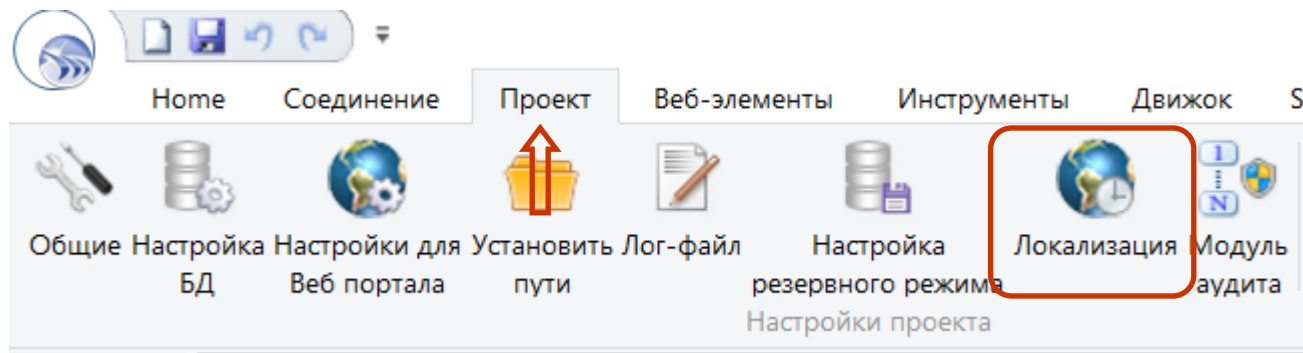 Home Соединение Проект Веб-элементы Инструменты Движок S
Общие Настройка Настройки для Установить Лог-файл Настройка Локализация Модуль
БД Веб портала пути резервного режима аудита
Настройки проекта
1
N